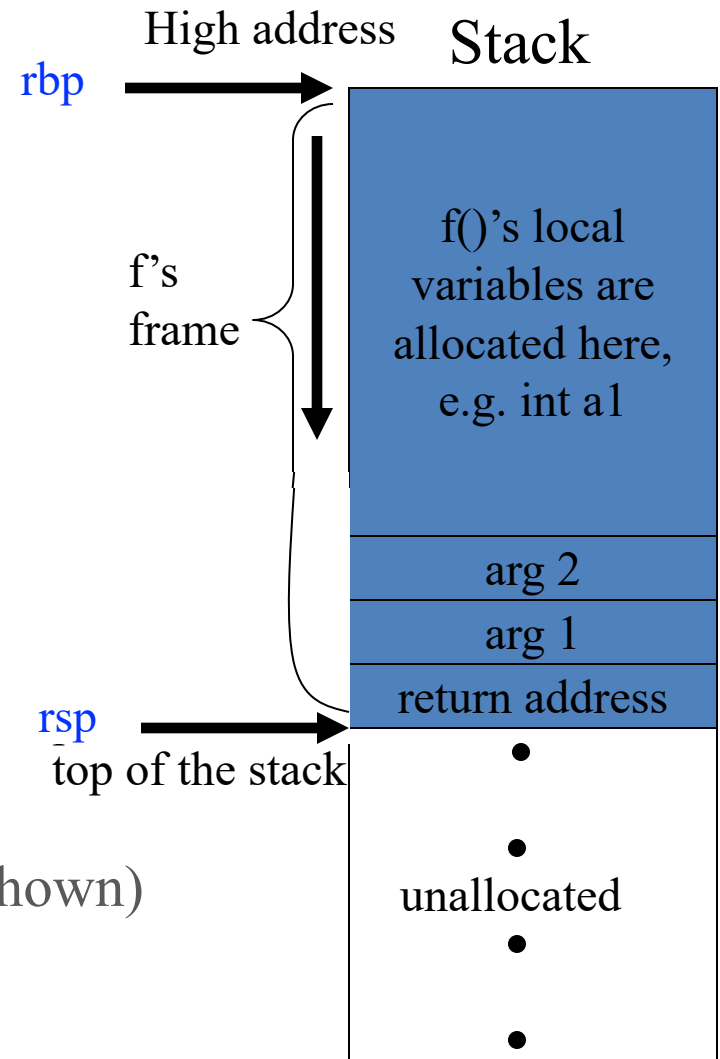 High address
Stack
rbp
f()’s local
variables are
allocated here,
e.g. int a1
f’s
frame
arg 2
arg 1
return address
rsp
top of the stack
hown)
unallocated